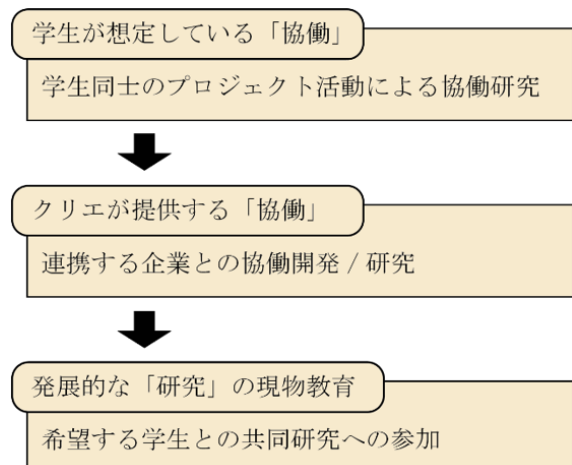 学生が想定している「協働」
学生同士のプロジェクト活動による協働研究
クリエが提供する「協働」
連携する企業との協働開発 / 研究
発展的な「研究」の現物教育
希望する学生との共同研究への参加